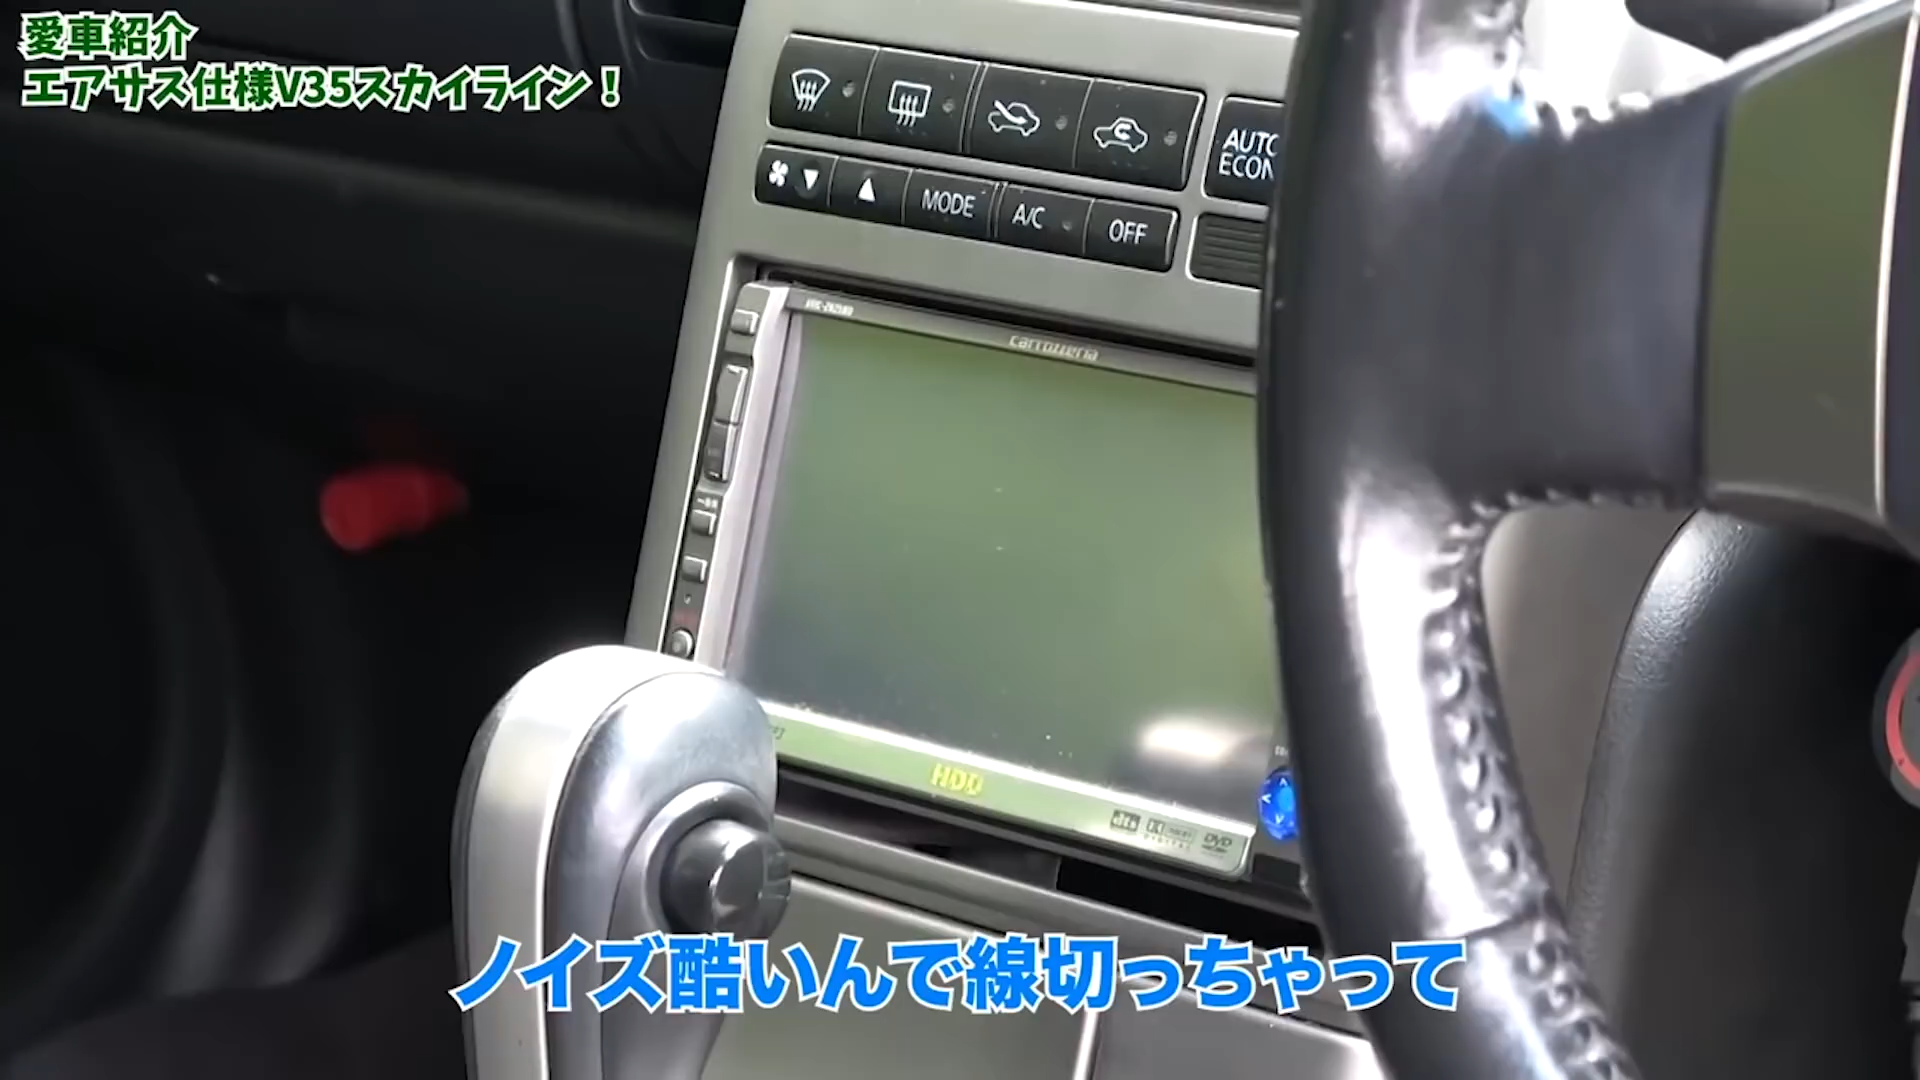 愛車紹介
エアサス仕様V35スカイライン！
AUTO
ECON
MODE
A/C
OFF
carrozzeria
HDD
dts
DIGITAL
DVD
ノイズ酷いんで線切っちゃって